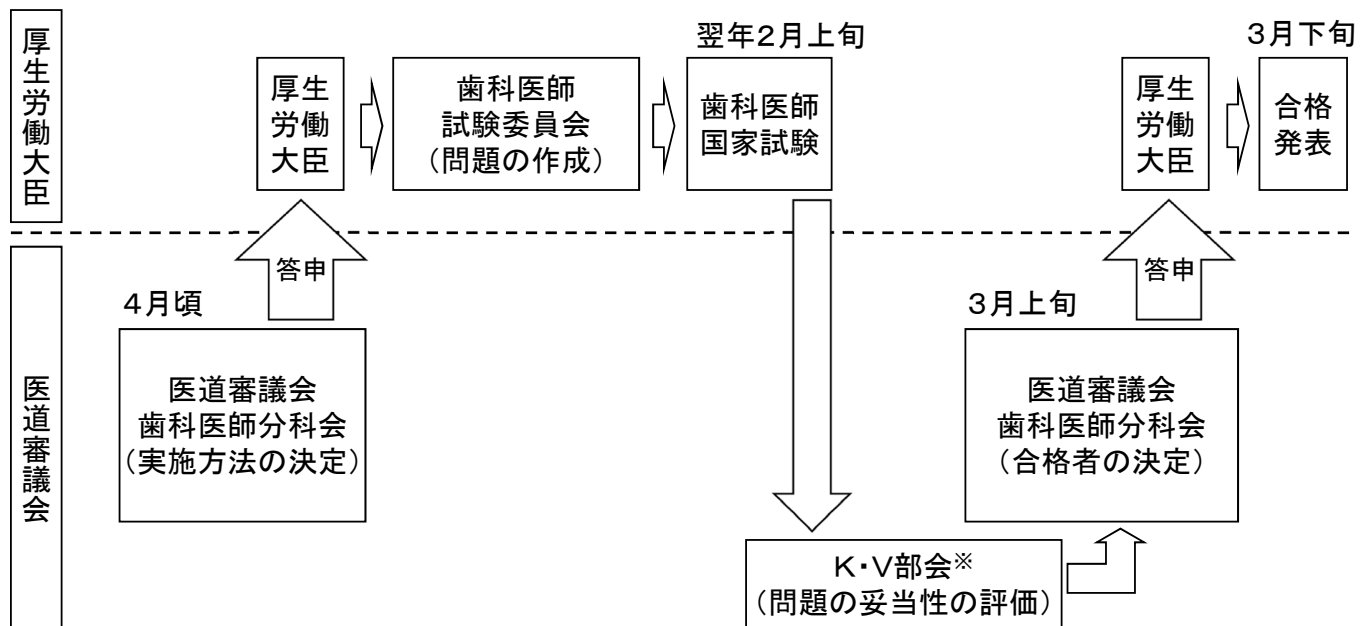 厚生労働大臣
翌年2月上旬
3月下旬
厚生
労働
大臣
歯科医師
試験委員会
(問題の作成)
歯科医師
国家試験
厚生
労働
大臣
合格
発表
答申
答申
医道審議会
4月頃
医道審議会
歯科医師分科会
(実施方法の決定)
3月上旬
医道審議会
歯科医師分科会
(合格者の決定)
K・V部会※
(問題の妥当性の評価)